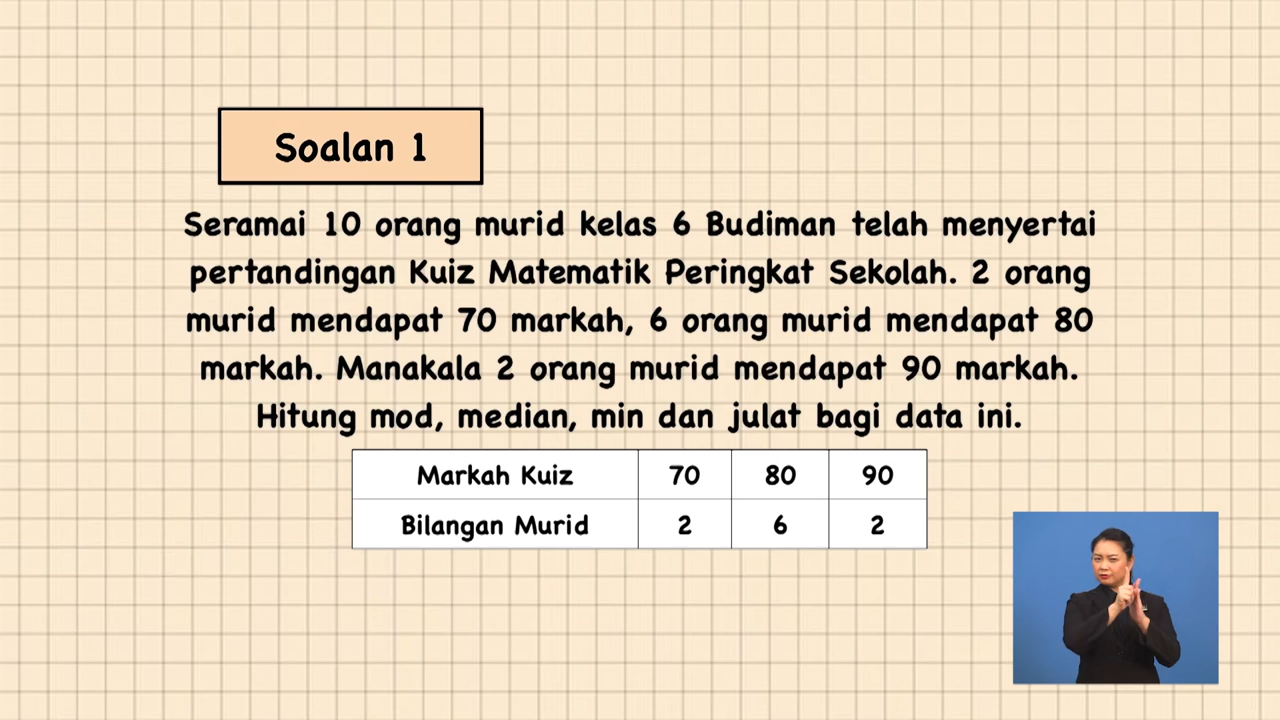 Soalan 1
Seramai 10 orang murid kelas 6 Budiman telah menyertai
pertandingan Kuiz Matematik Peringkat Sekolah. 2 orang
murid mendapat 70 markah, 6 orang murid mendapat 80
markah. Manakala 2 orang murid mendapat 90 markah.
Hitung mod, median, min dan julat bagi data ini.
Markah Kuiz 70 80 90
Bilangan Murid 2 6 2